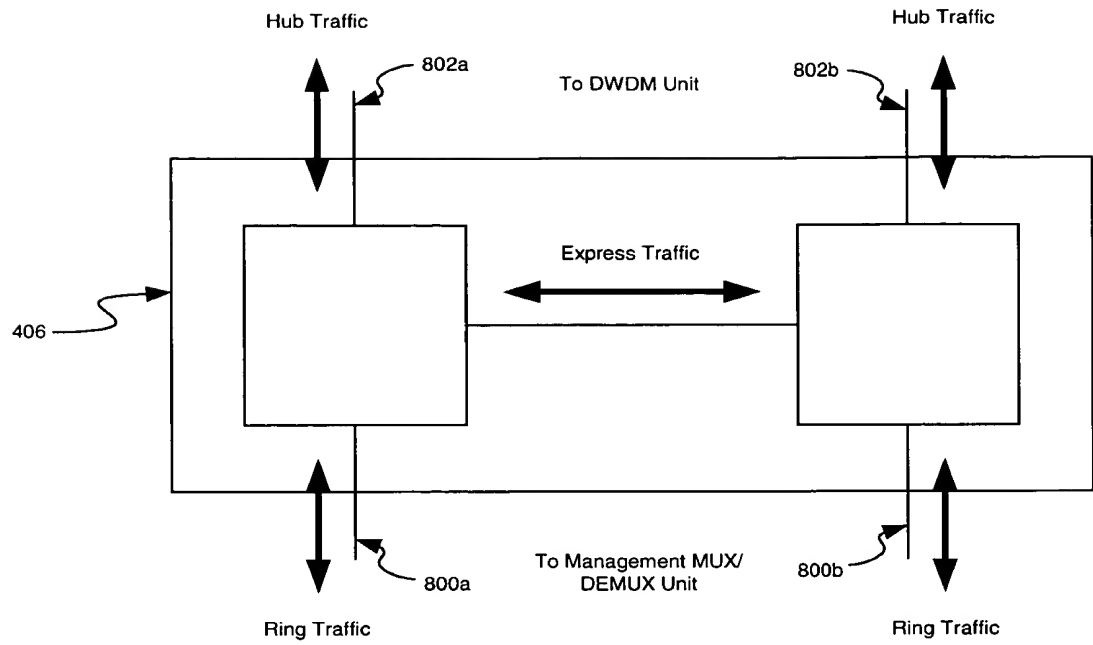 Hub Traffic
Hub Traffic
802a
To DWDM Unit
802b
Express Traffic
406
To Management MUX/
DEMUX Unit
800a
800b
Ring Traffic
Ring Traffic